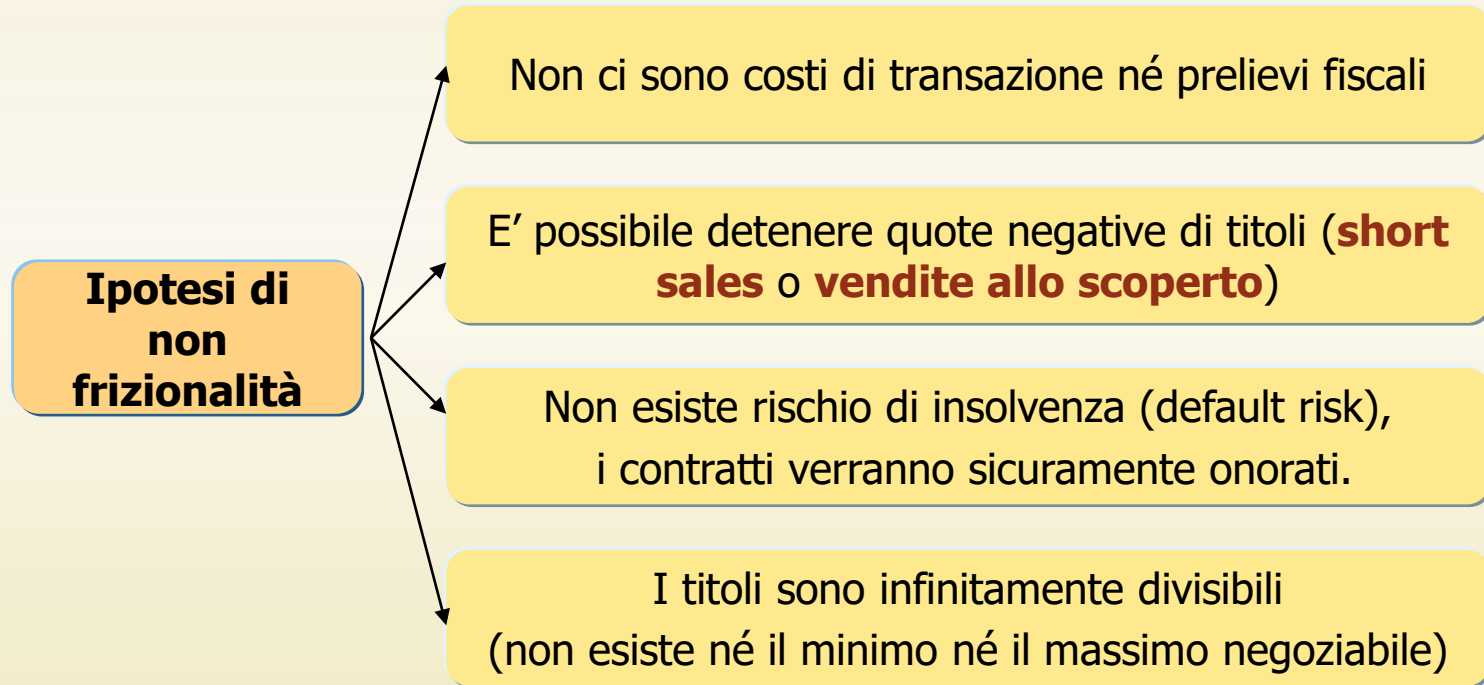 Non ci sono costi di transazione né prelievi fiscali
E’ possibile detenere quote negative di titoli (short
sales o vendite allo scoperto)
Ipotesi di
non
frizionalità
Non esiste rischio di insolvenza (default risk),
i contratti verranno sicuramente onorati.
I titoli sono infinitamente divisibili
(non esiste né il minimo né il massimo negoziabile)